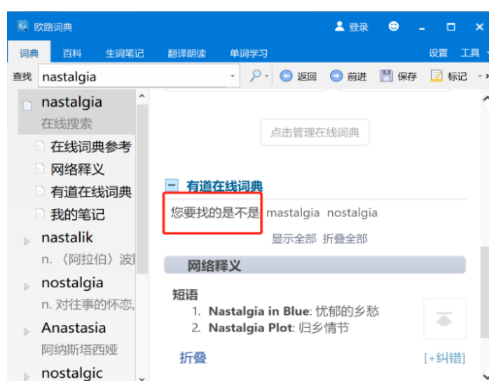 欧路词典 登录
词典 百科 生词笔记 翻译朗读 单词学习 设置 工具
查找 nastalgia 返回 前进 保存 标记
nastalgia
在线搜索
在线词典参考
网络释义
有道在线词典
我的笔记
nastalik
n. 〈阿拉伯〉波
nostalgia
n. 对往事的怀恋,
Anastasia
阿纳斯塔西娅
nostalgic
点击管理在线词典
有道在线词典
您要找的是不是 mastalgia nostalgia
显示全部 折叠全部
网络释义
短语
1. Nastalgia in Blue: 忧郁的乡愁
2. Nastalgia Plot: 归乡情节
折叠 [+纠错]